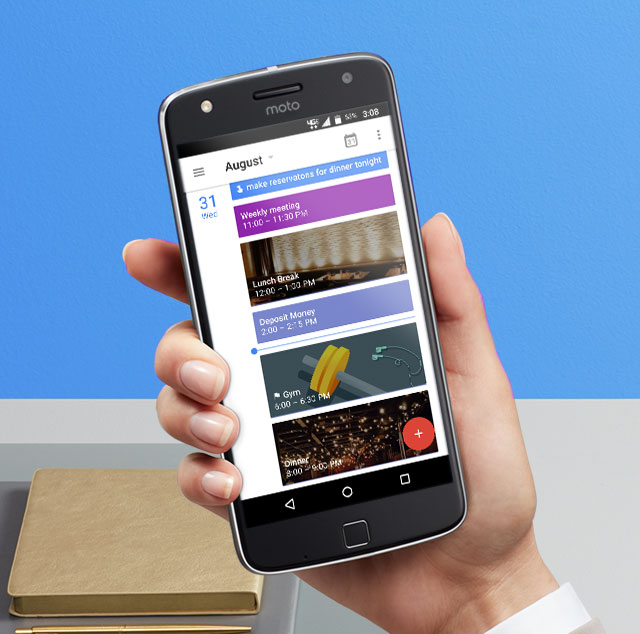 moto
4G 53% 3:08
August
31
make reservatons for dinner tonight
31
Wed
Weekly meeting
11:00 – 11:30 PM
Lunch Break
12:00 – 1:00 PM
Deposit Money
2:00 – 2:15 PM
Gym
6:00 – 6:30 PM
Dinner
8:00 – 9:00 PM